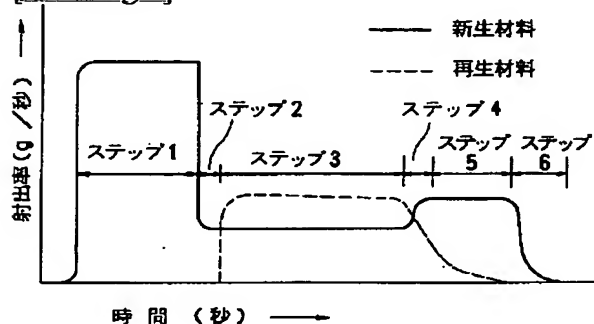 新生材料
再生材料
ステップ2
ステップ4
ステップ1
ステップ3
ステップ
5
ステップ
6
射出率(g/秒)
時間(秒)